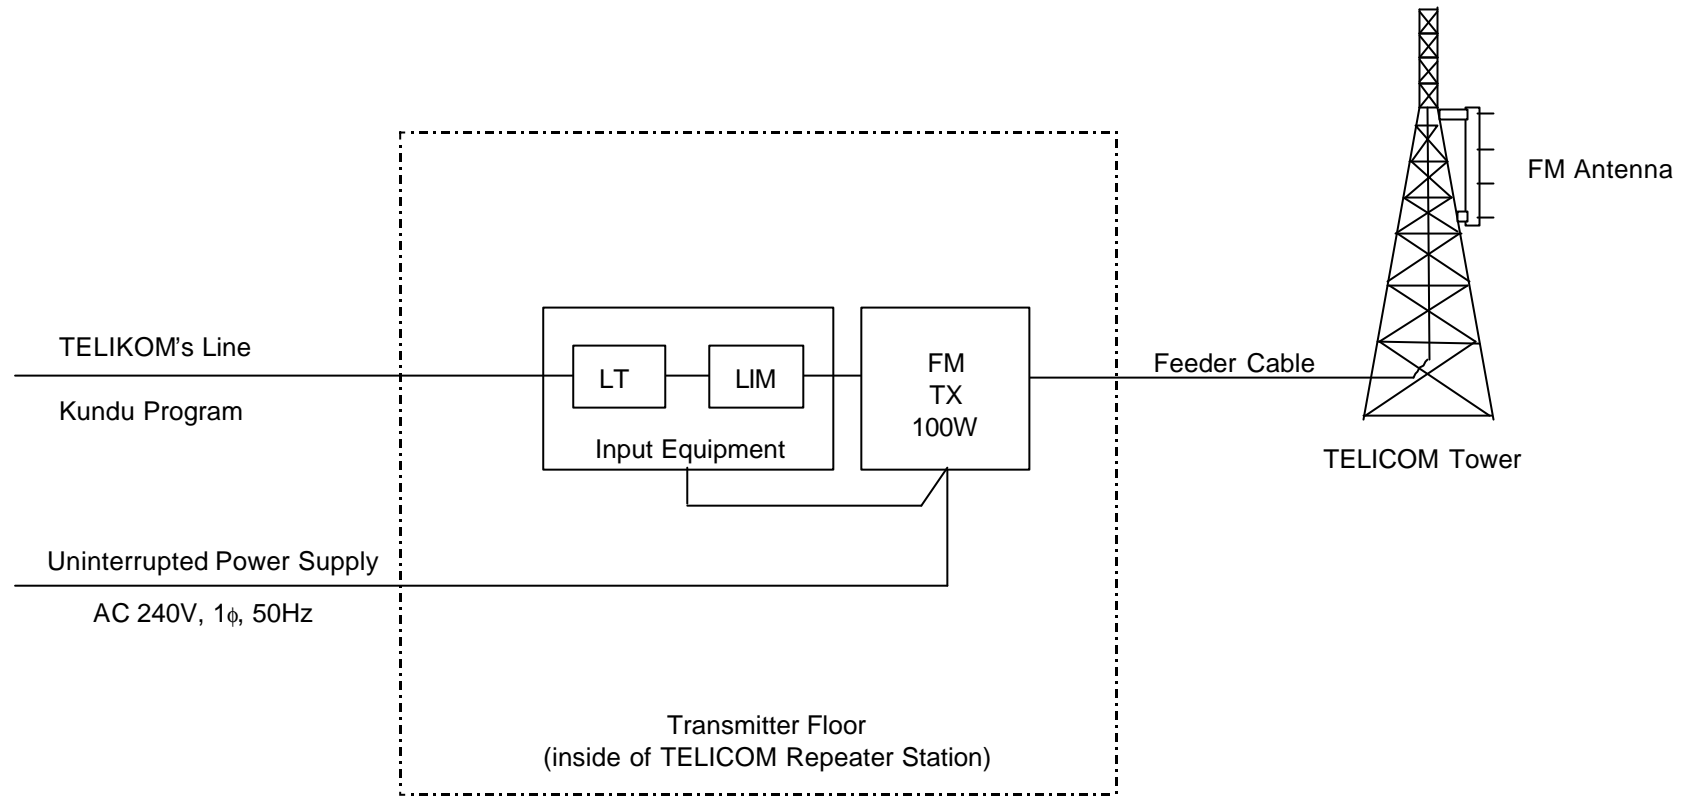 FM Antenna
TELIKOM's Line
Kundu Program
LT
LIM
Input Equipment
FM
TX
100W
Feeder Cable
TELICOM Tower
Uninterrupted Power Supply
AC 240V, 1ϕ, 50Hz
Transmitter Floor
(inside of TELICOM Repeater Station)